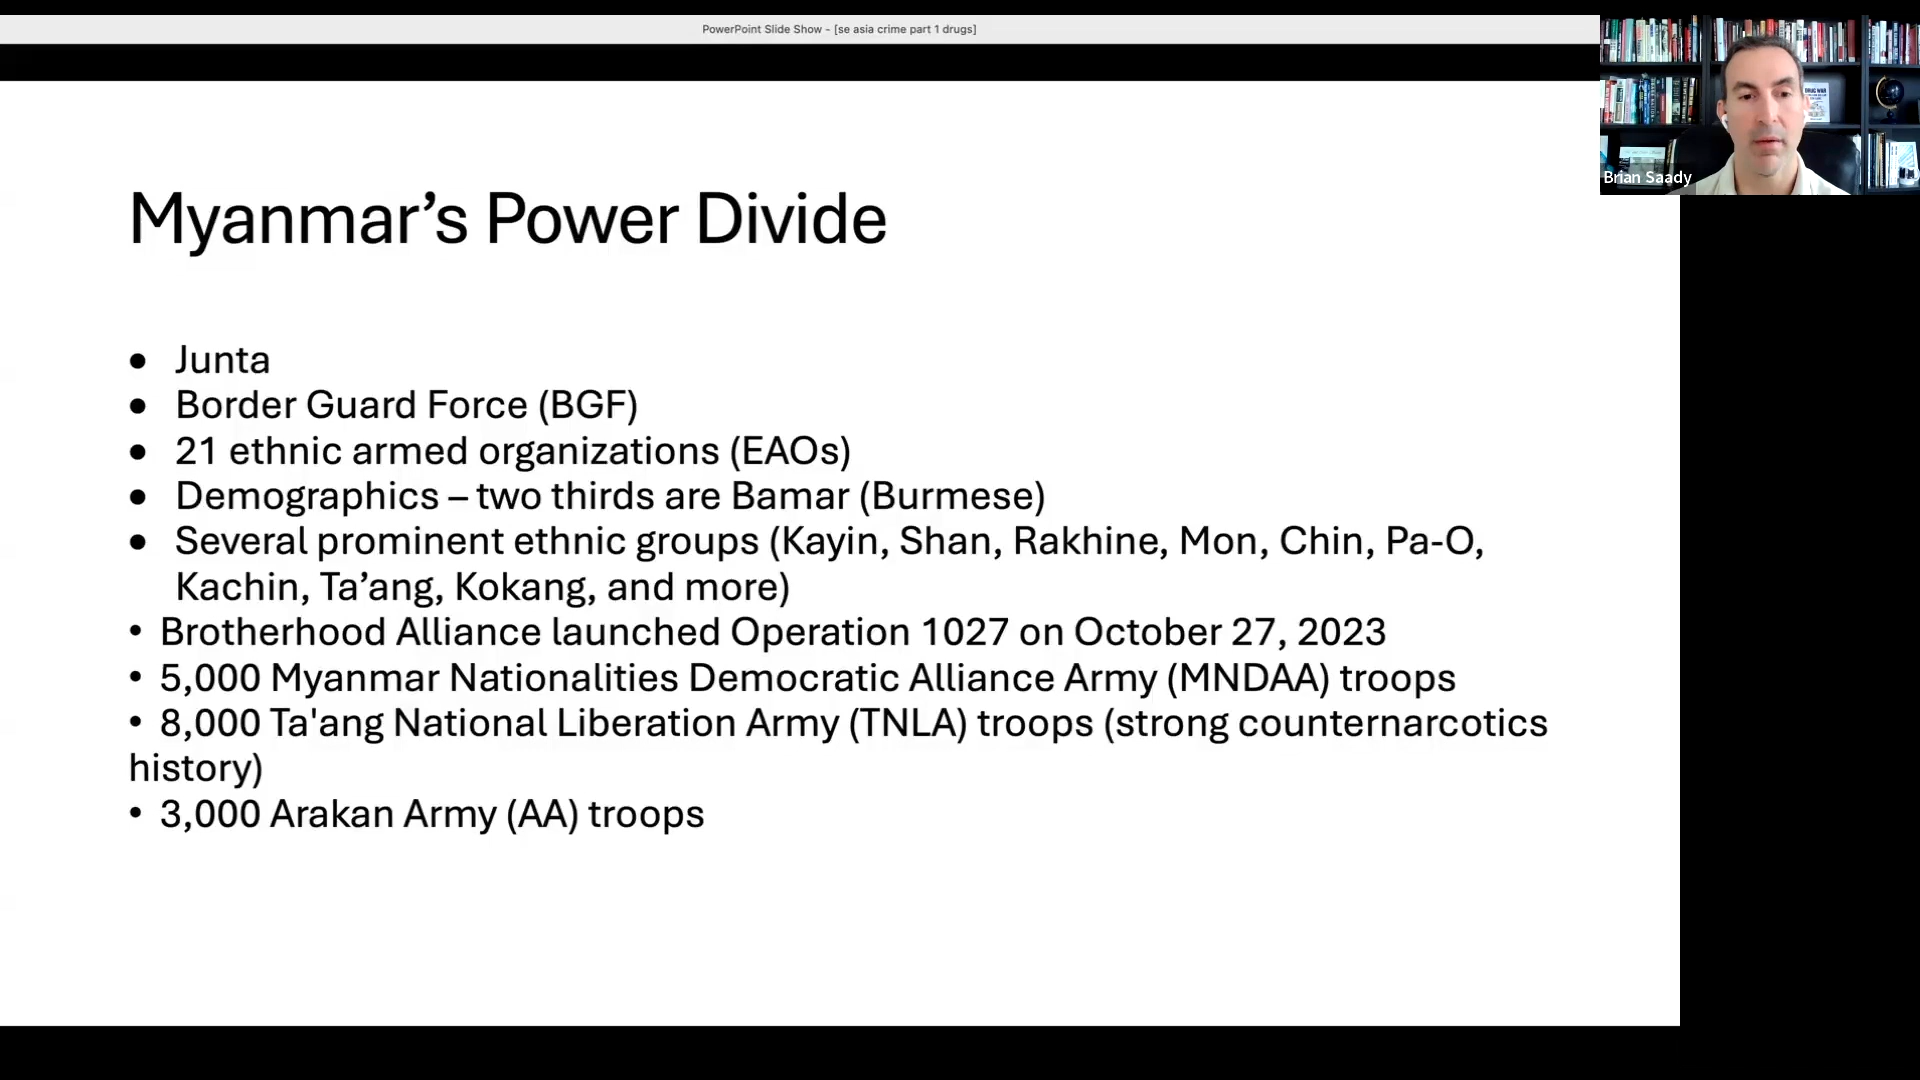 PowerPoint Slide Show - [se asia crime part 1 drugs]
Brian Saady
Myanmar’s Power Divide
• Junta
• Border Guard Force (BGF)
• 21 ethnic armed organizations (EAOs)
• Demographics – two thirds are Bamar (Burmese)
• Several prominent ethnic groups (Kayin, Shan, Rakhine, Mon, Chin, Pa-O,
Kachin, Ta’ang, Kokang, and more)
• Brotherhood Alliance launched Operation 1027 on October 27, 2023
• 5,000 Myanmar Nationalities Democratic Alliance Army (MNDAA) troops
• 8,000 Ta'ang National Liberation Army (TNLA) troops (strong counternarcotics
history)
• 3,000 Arakan Army (AA) troops